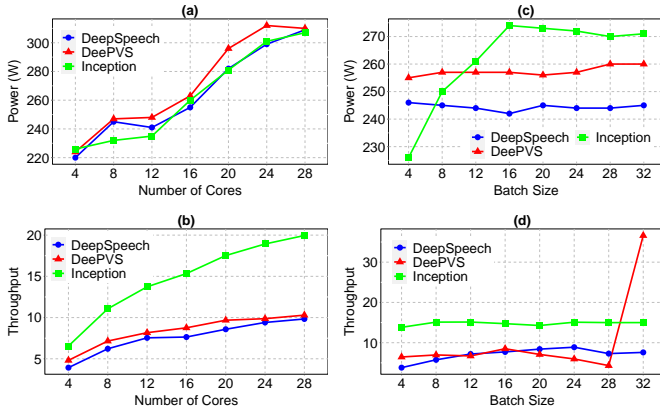 (a)
Power (W)
300
280
260
240
220
DeepSpeech
DeePVS
Inception
4 8 12 16 20 24 28
Number of Cores
(c)
Power (W)
270
260
250
240
230
DeepSpeech Inception
DeePVS
4 8 12 16 20 24 28 32
Batch Size
(b)
Throughput
20
15
10
5
DeepSpeech
DeePVS
Inception
4 8 12 16 20 24 28
Number of Cores
(d)
Throughput
30
20
10
DeepSpeech
DeePVS
Inception
4 8 12 16 20 24 28 32
Batch Size